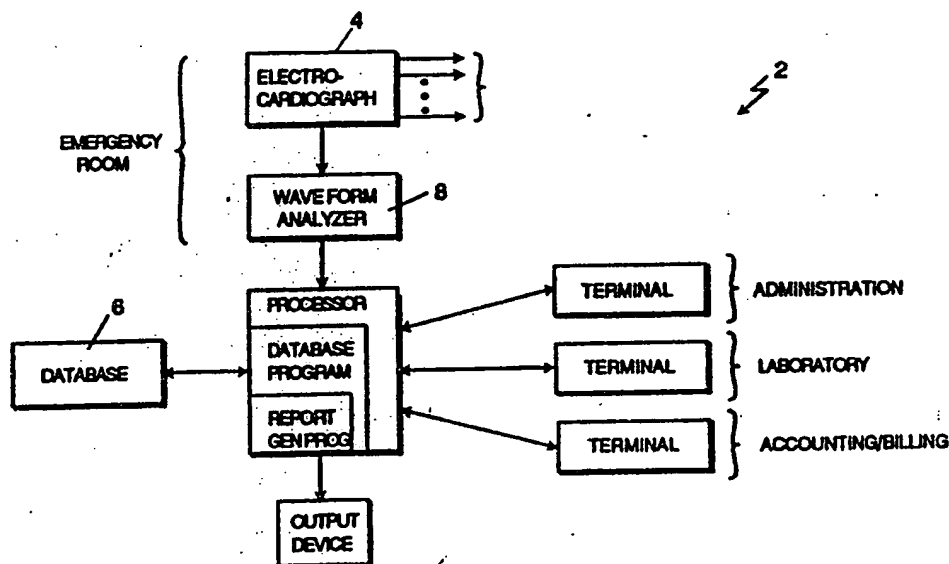 4
2
ELECTRO-
CARDIOGRAPH
EMERGENCY
ROOM
8
WAVE FORM
ANALYZER
PROCESSOR
TERMINAL
ADMINISTRATION
6
DATABASE
DATABASE
PROGRAM
TERMINAL
LABORATORY
REPORT
GEN PROG
TERMINAL
ACCOUNTING/BILLING
OUTPUT
DEVICE